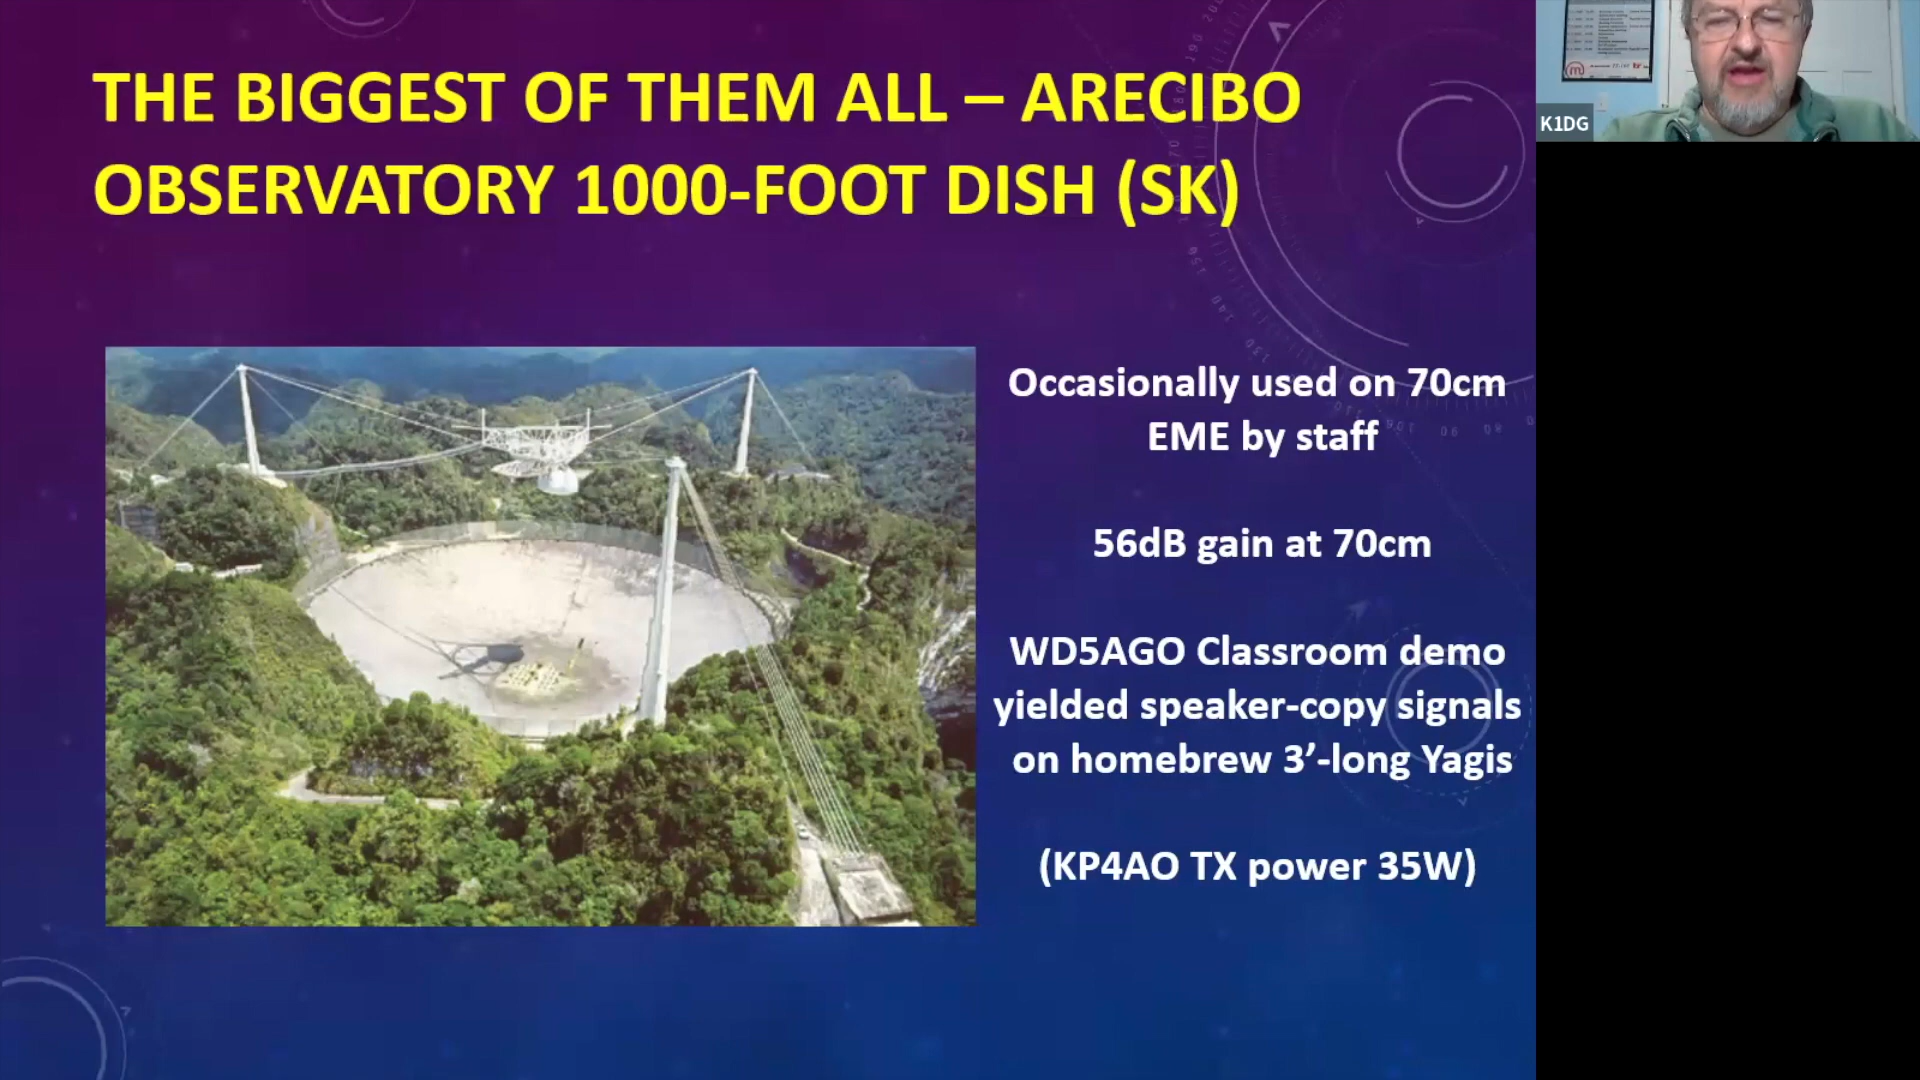 THE BIGGEST OF THEM ALL – ARECIBO
OBSERVATORY 1000-FOOT DISH (SK)
Occasionally used on 70cm
EME by staff
56dB gain at 70cm
WD5AGO Classroom demo
yielded speaker-copy signals
on homebrew 3’-long Yagis
(KP4AO TX power 35W)
K1DG